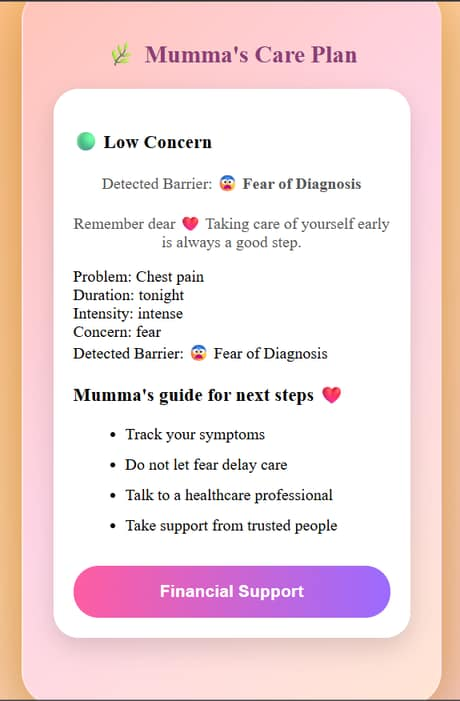 🌿 Mumma's Care Plan
🟢 Low Concern
Detected Barrier: 😨 Fear of Diagnosis
Remember dear ❤️ Taking care of yourself early
is always a good step.
Problem: Chest pain
Duration: tonight
Intensity: intense
Concern: fear
Detected Barrier: 😨 Fear of Diagnosis
Mumma's guide for next steps ❤️
• Track your symptoms
• Do not let fear delay care
• Talk to a healthcare professional
• Take support from trusted people
Financial Support